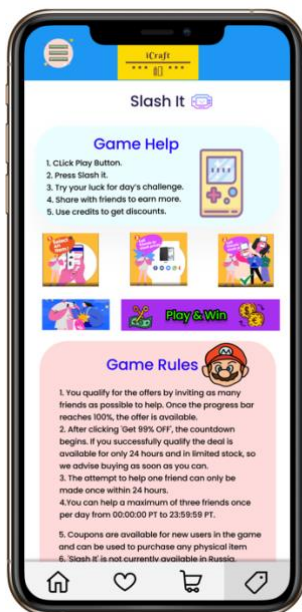 iCraft
Slash It
Game Help
1. CLick Play Button.
2. Press Slash it.
3. Try your luck for day's challenge.
4. Share with friends to earn more.
5. Use credits to get discounts.
Play & Win
Game Rules
1. You qualify for the offers by inviting as many
friends as possible to help. Once the progress bar
reaches 100%, the offer is available.
2. After clicking 'Get 99% OFF', the countdown
begins. If you successfully qualify the deal is
available for only 24 hours and in limited stock, so
we advise buying as soon as you can.
3. The attempt to help one friend can only be
made once within 24 hours.
4.You can help a maximum of three friends once
per day from 00:00:00 PT to 23:59:59 PT.
5. Coupons are available for new users in the game
and can be used to purchase any physical item
6. 'Slash It' is not currently available in Russia.